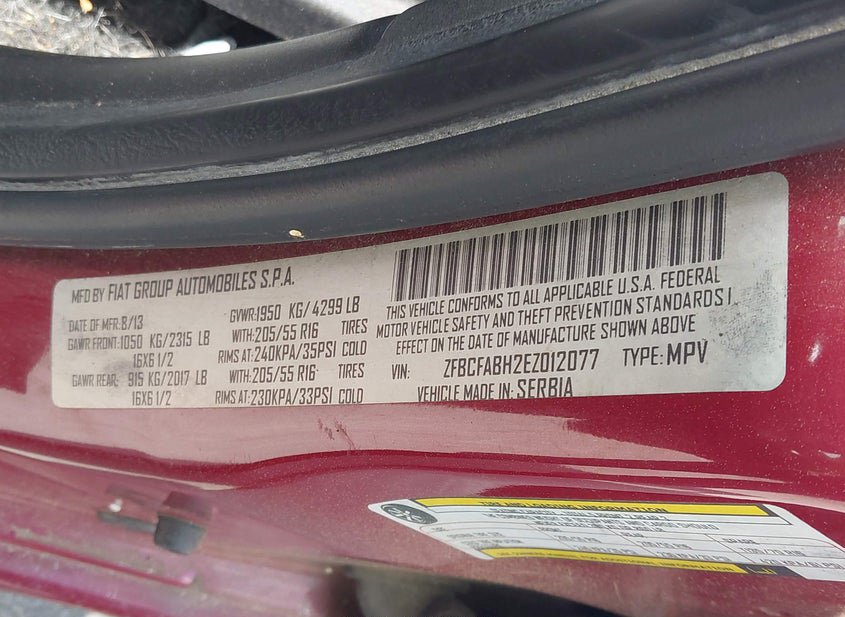 MFD BY FIAT GROUP AUTOMOBILES S.P.A.
DATE OF MFR: 8/13 GVWR: 1950 KG/ 4299 LB
GAWR FRONT: 1050 KG/2315 LB WITH: 205/55 R16 TIRES
16X6 1/2 RIMS AT: 240KPA/35PSI COLD
GAWR REAR: 915 KG/2017 LB WITH: 205/55 R16 TIRES
16X6 1/2 RIMS AT: 230KPA/33PSI COLD
THIS VEHICLE CONFORMS TO ALL APPLICABLE U.S.A. FEDERAL
MOTOR VEHICLE SAFETY AND THEFT PREVENTION STANDARDS I
EFFECT ON THE DATE OF MANUFACTURE SHOWN ABOVE
VIN: ZFBCFABH2EZ012077 TYPE: MPV
VEHICLE MADE IN: SERBIA
TIRE AND LOADING INFORMATION